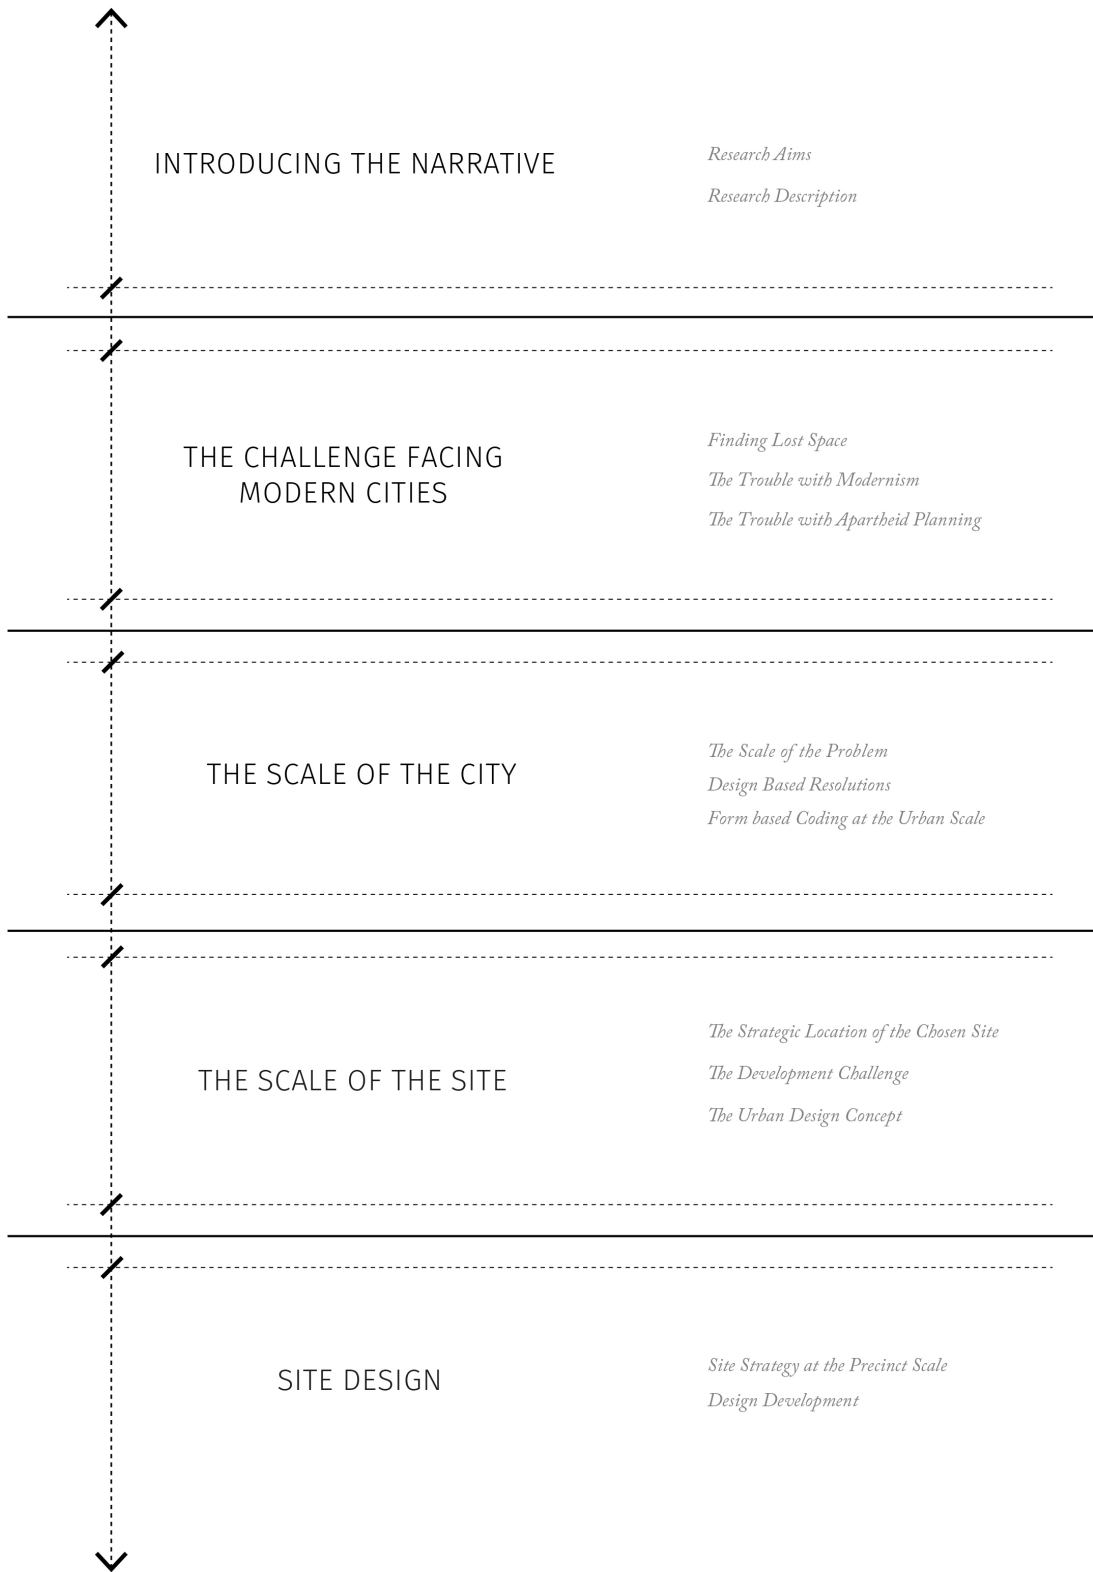 INTRODUCING THE NARRATIVE
Research Aims
Research Description
THE CHALLENGE FACING
MODERN CITIES
Finding Lost Space
The Trouble with Modernism
The Trouble with Apartheid Planning
THE SCALE OF THE CITY
The Scale of the Problem
Design Based Resolutions
Form based Coding at the Urban Scale
THE SCALE OF THE SITE
The Strategic Location of the Chosen Site
The Development Challenge
The Urban Design Concept
SITE DESIGN
Site Strategy at the Precinct Scale
Design Development